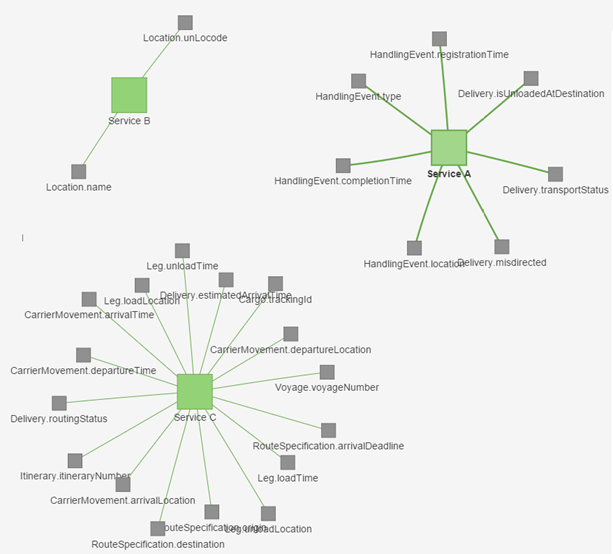 Location.unLocode
Service B
Location.name
HandlingEvent.registrationTime
HandlingEvent.type
Delivery.isUnloadedAtDestination
Service A
HandlingEvent.completionTime
Delivery.transportStatus
HandlingEvent.location
Delivery.misdirected
Leg.unloadTime
Delivery.estimatedArrivalTime
Leg.loadLocation
Cargo.trackingId
CarrierMovement.arrivalTime
CarrierMovement.departureLocation
CarrierMovement.departureTime
Voyage.voyageNumber
Delivery.routingStatus
Service C
RouteSpecification.arrivalDeadline
Itinerary.itineraryNumber
Leg.loadTime
CarrierMovement.arrivalLocation
RouteSpecification.origin
Leg.unloadLocation
RouteSpecification.destination